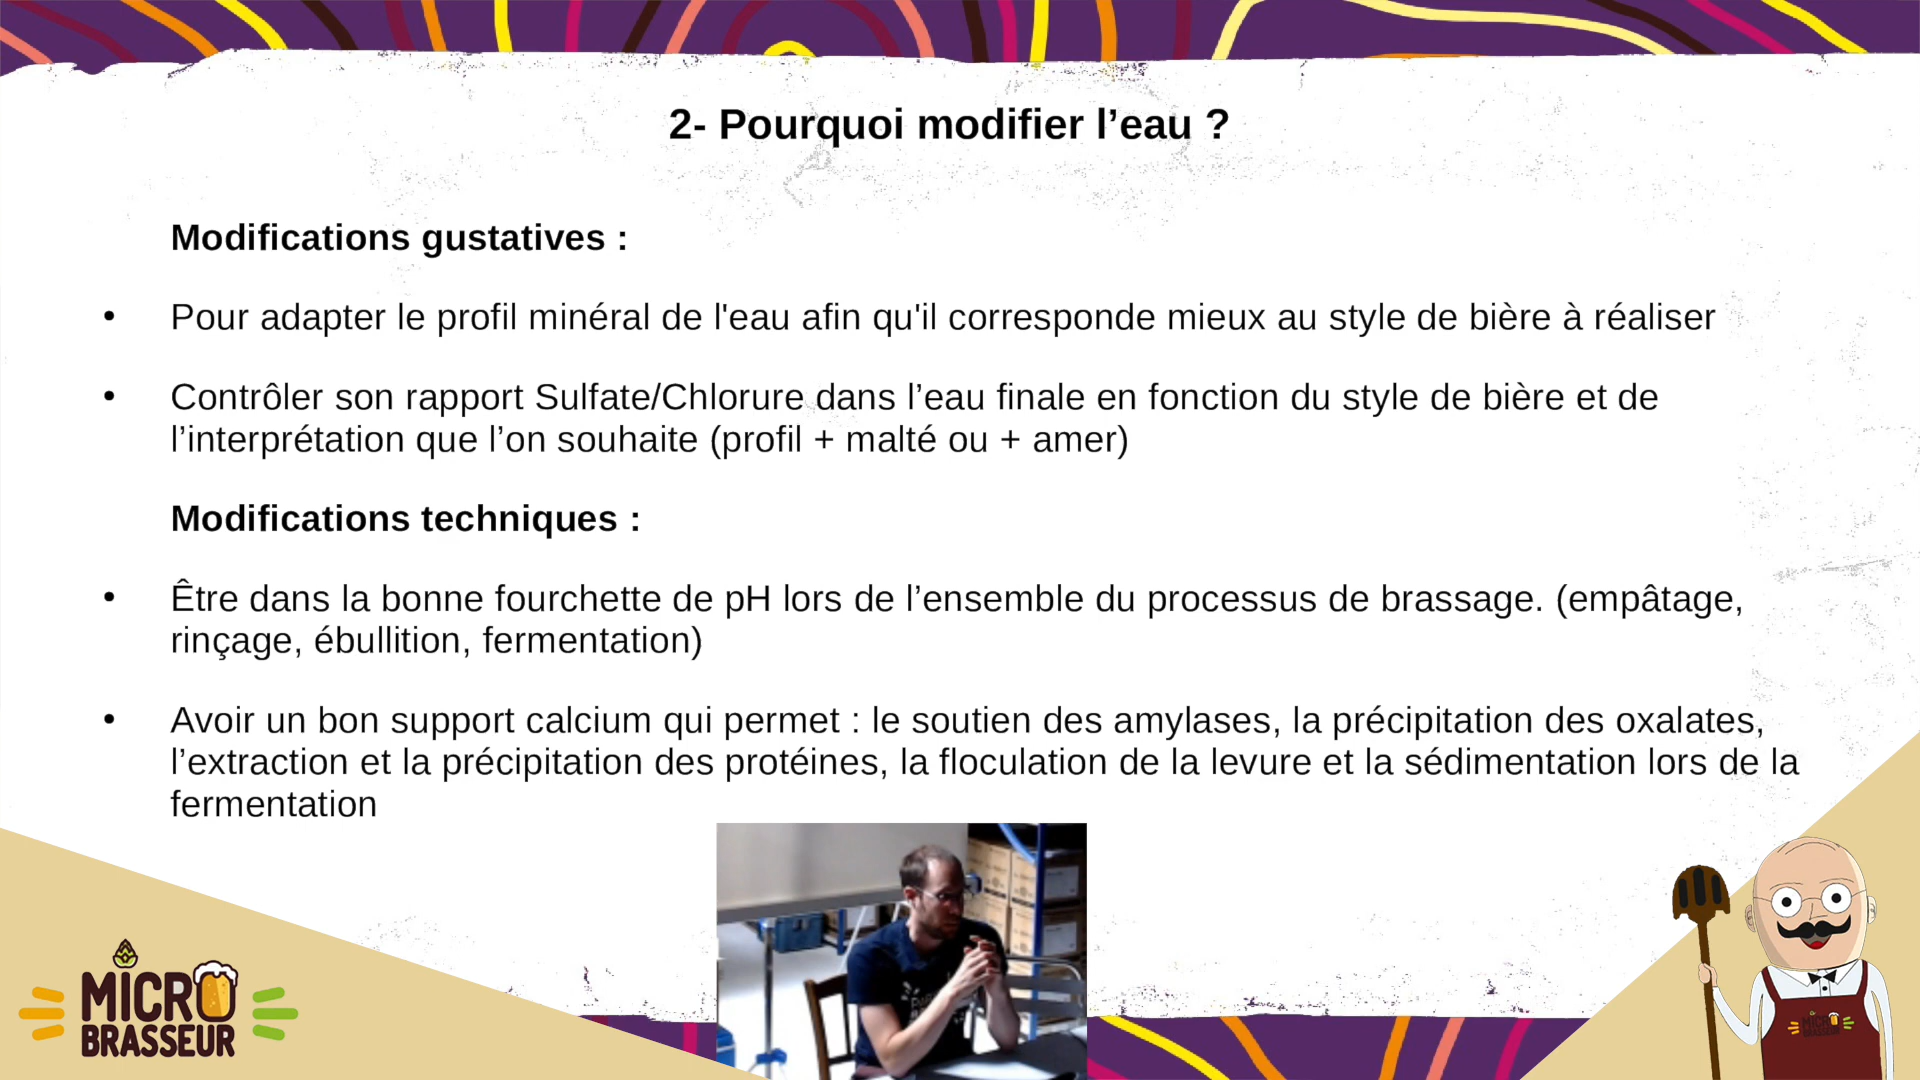 2- Pourquoi modifier l’eau ?
Modifications gustatives :
• Pour adapter le profil minéral de l'eau afin qu'il corresponde mieux au style de bière à réaliser
• Contrôler son rapport Sulfate/Chlorure dans l’eau finale en fonction du style de bière et de
l’interprétation que l’on souhaite (profil + malté ou + amer)
Modifications techniques :
• Être dans la bonne fourchette de pH lors de l’ensemble du processus de brassage. (empâtage,
rinçage, ébullition, fermentation)
• Avoir un bon support calcium qui permet : le soutien des amylases, la précipitation des oxalates,
l’extraction et la précipitation des protéines, la floculation de la levure et la sédimentation lors de la
fermentation
MICRO
BRASSEUR
MICRO
BRASSEUR